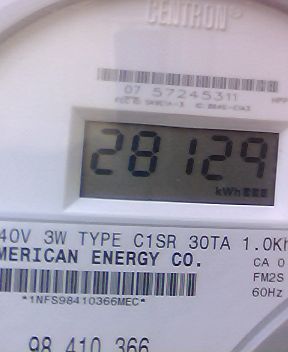 CENTRON®
07 57245311
28129
kWh
40V 3W TYPE C1SR 30TA 1.0Kh
MERICAN ENERGY CO.
CA 0
FM2S
60Hz
*1NFS98410366MEC*
98 410 366